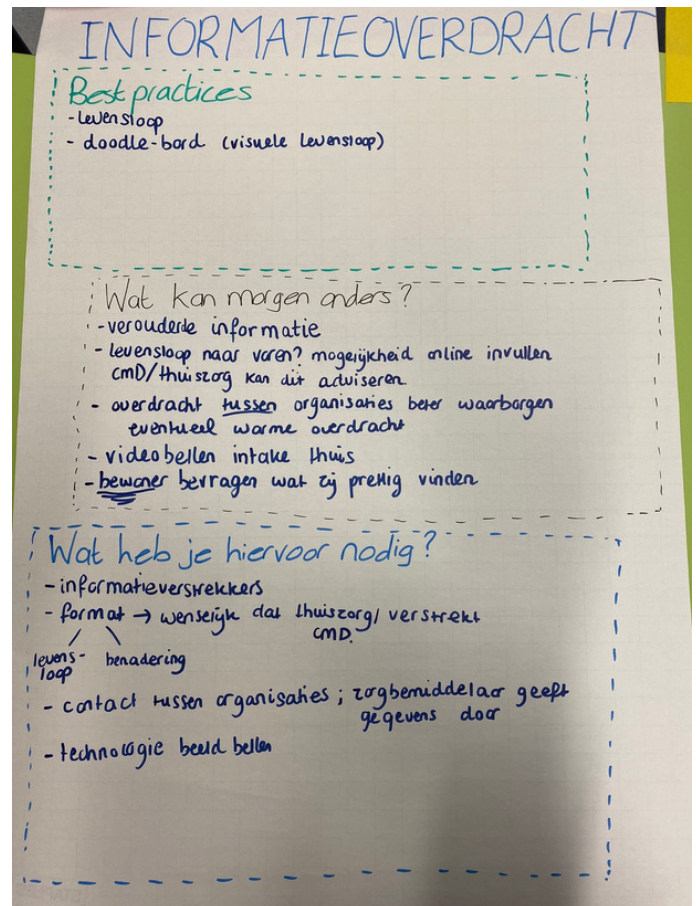 INFORMATIEOVERDRACHT
Best practices
- levensloop
- doodle-bord (visuele levensloop)
Wat kan morgen anders?
- verouderde informatie
- levensloop naar voren? mogelijkheid online invullen
CMD/thuiszorg kan dit adviseren
- overdracht tussen organisaties beter waarborgen
eventueel warme overdracht
- videobellen intake thuis
- bewoner bevragen wat zij prettig vinden
Wat heb je hiervoor nodig?
- informatieverstrekkers
- format → wenselijk dat thuiszorg/ verstrekt
CMD.
levens- benadering
loop
- contact tussen organisaties ; zorgbemiddelaar geeft
gegevens door
- technologie beeld bellen